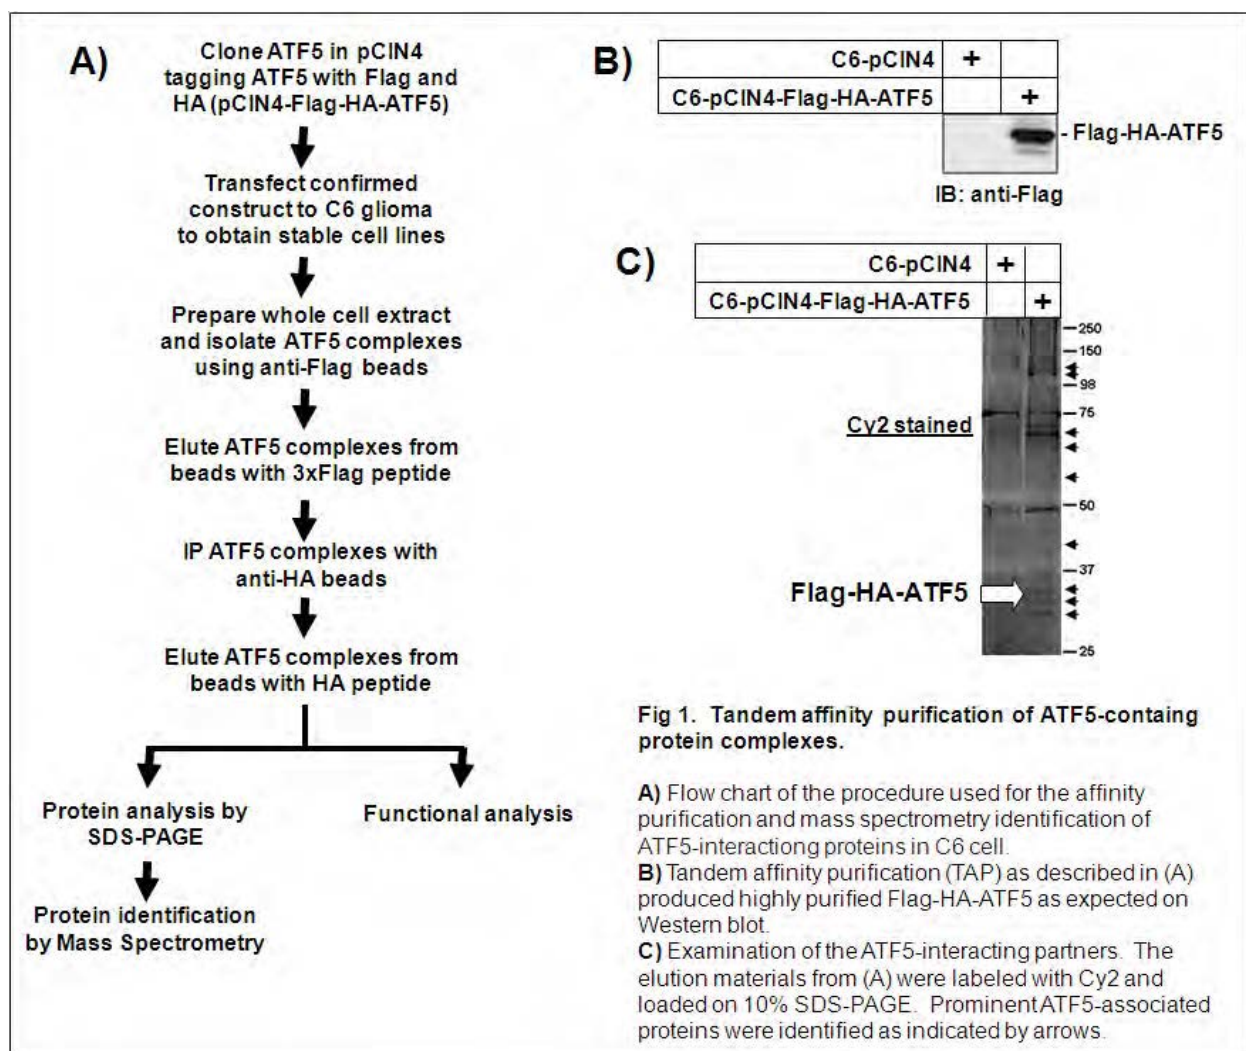 A)
Clone ATF5 in pCIN4
tagging ATF5 with Flag and
HA (pCIN4-Flag-HA-ATF5)
Transfect confirmed
construct to C6 glioma
to obtain stable cell lines
Prepare whole cell extract
and isolate ATF5 complexes
using anti-Flag beads
Elute ATF5 complexes from
beads with 3xFlag peptide
IP ATF5 complexes with
anti-HA beads
Elute ATF5 complexes from
beads with HA peptide
Protein analysis by
SDS-PAGE
Functional analysis
Protein identification
by Mass Spectrometry
B)
C6-pCIN4 +
C6-pCIN4-Flag-HA-ATF5 +
- Flag-HA-ATF5
IB: anti-Flag
C)
C6-pCIN4 +
C6-pCIN4-Flag-HA-ATF5 +
250
150
98
75
Cy2 stained
50
37
Flag-HA-ATF5
25
Fig 1. Tandem affinity purification of ATF5-containg
protein complexes.
A) Flow chart of the procedure used for the affinity
purification and mass spectrometry identification of
ATF5-interactiong proteins in C6 cell.
B) Tandem affinity purification (TAP) as described in (A)
produced highly purified Flag-HA-ATF5 as expected on
Western blot.
C) Examination of the ATF5-interacting partners. The
elution materials from (A) were labeled with Cy2 and
loaded on 10% SDS-PAGE. Prominent ATF5-associated
proteins were identified as indicated by arrows.